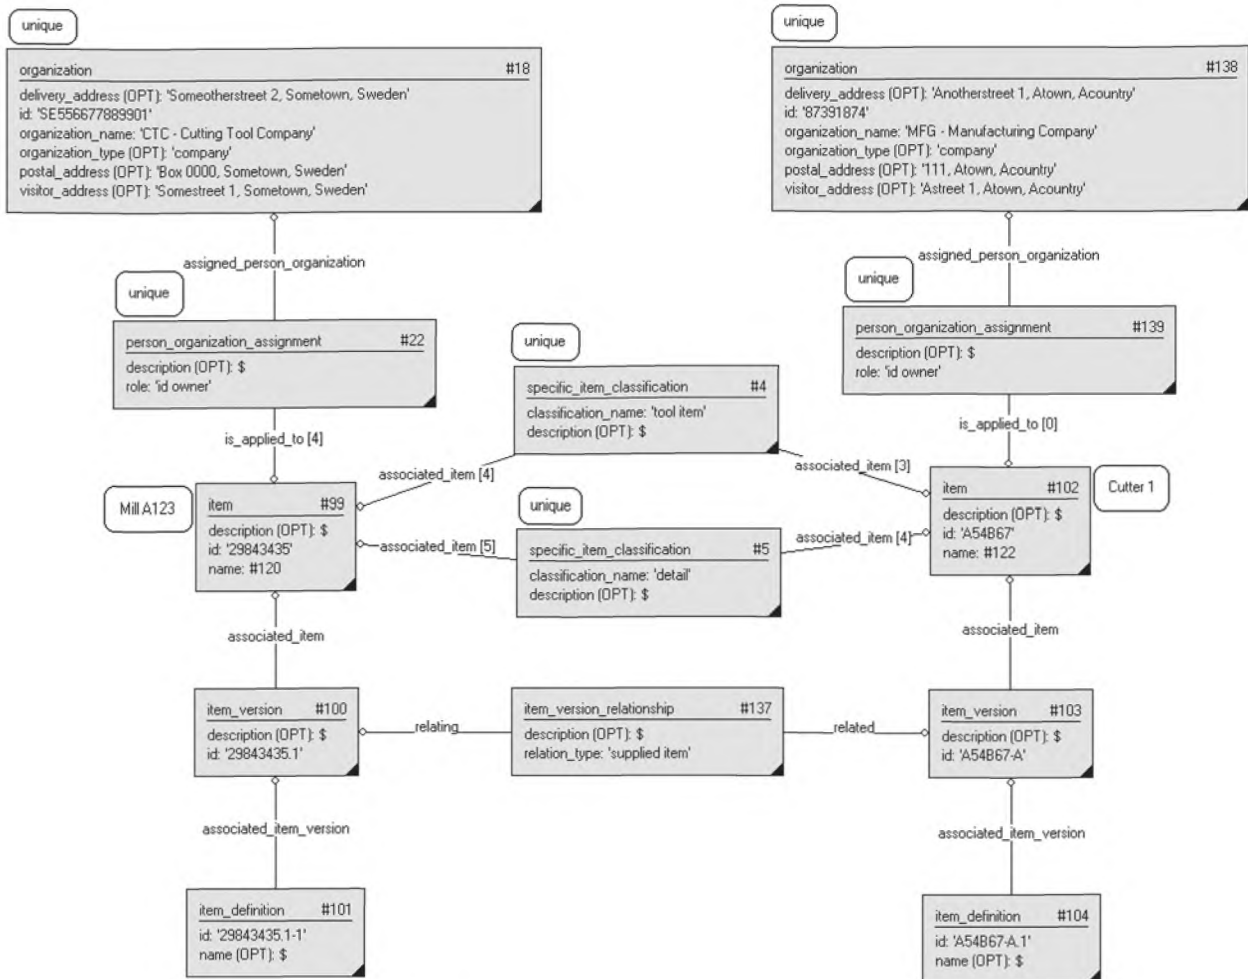 unique
organization #18
delivery_address (OPT): 'Someotherstreet 2, Sometown, Sweden'
id: 'SE556677889901'
organization_name: 'CTC - Cutting Tool Company'
organization_type (OPT): 'company'
postal_address (OPT): 'Box 0000, Sometown, Sweden'
visitor_address (OPT): 'Somestreet 1, Sometown, Sweden'
unique
organization #138
delivery_address (OPT): 'Anotherstreet 1, Atown, Acountry'
id: '87391874'
organization_name: 'MFG - Manufacturing Company'
organization_type (OPT): 'company'
postal_address (OPT): '111, Atown, Acountry'
visitor_address (OPT): 'Astreet 1, Atown, Acountry'
assigned_person_organization
assigned_person_organization
unique
person_organization_assignment #22
description (OPT): $
role: 'id owner'
unique
person_organization_assignment #139
description (OPT): $
role: 'id owner'
unique
specific_item_classification #4
classification_name: 'tool item'
description (OPT): $
is_applied_to [4]
is_applied_to [0]
associated_item [4]
associated_item [3]
Mill A123
item #99
description (OPT): $
id: '29843435'
name: #120
unique
specific_item_classification #5
classification_name: 'detail'
description (OPT): $
associated_item [5]
associated_item [4]
item #102
description (OPT): $
id: 'A54B67'
name: #122
Cutter 1
associated_item
associated_item
item_version #100
description (OPT): $
id: '29843435.1'
relating
item_version_relationship #137
description (OPT): $
relation_type: 'supplied item'
related
item_version #103
description (OPT): $
id: 'A54B67-A'
associated_item_version
associated_item_version
item_definition #101
id: '29843435.1-1'
name (OPT): $
item_definition #104
id: 'A54B67-A.1'
name (OPT): $